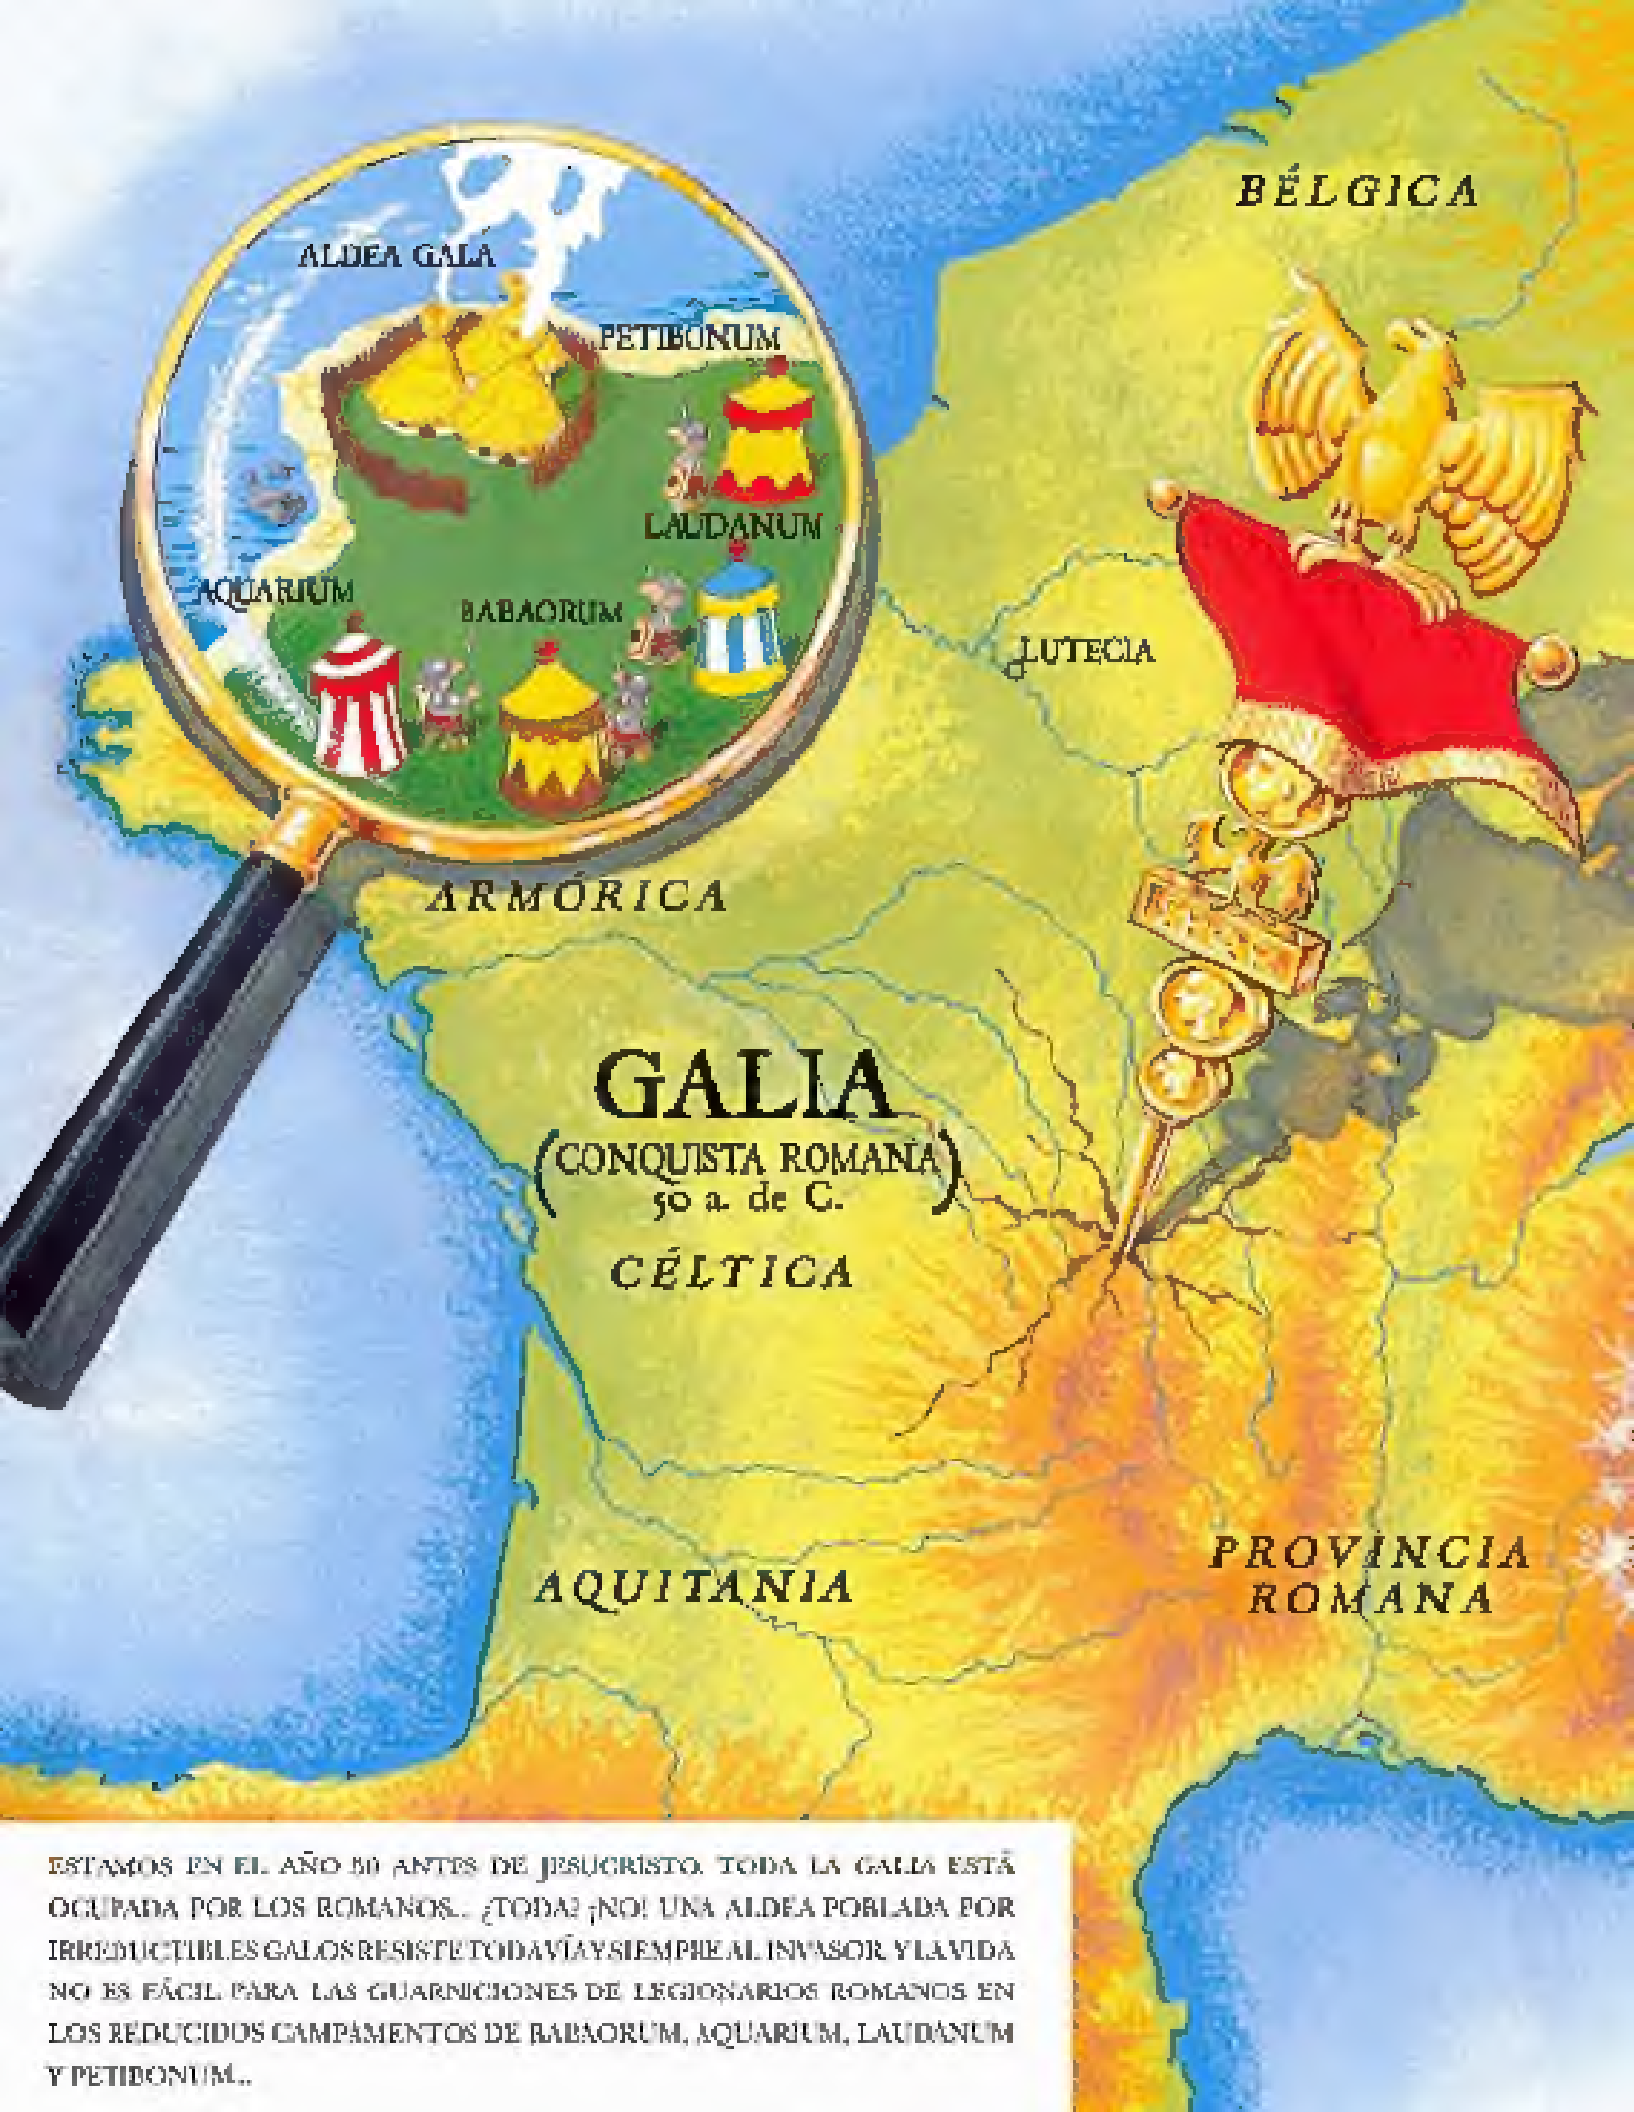 BÉLGICA
ALDEA GALA
PETIBONUM
LAUDANUM
AQUARIUM
BABAORUM
LUTECIA
ARMÓRICA
GALIA
(CONQUISTA ROMANA)
50 a. de C.
CÉLTICA
AQUITANIA
PROVINCIA
ROMANA
ESTAMOS EN EL AÑO 50 ANTES DE JESUCRISTO. TODA LA GALIA ESTÁ
OCUPADA POR LOS ROMANOS... ¿TODA? ¡NO! UNA ALDEA POBLADA POR
IRREDUCTIBLES GALOS RESISTE TODAVÍA Y SIEMPRE AL INVASOR. Y LA VIDA
NO ES FÁCIL PARA LAS GUARNICIONES DE LEGIONARIOS ROMANOS EN
LOS REDUCIDOS CAMPAMENTOS DE BABAORUM, AQUARIUM, LAUDANUM
Y PETIBONUM...